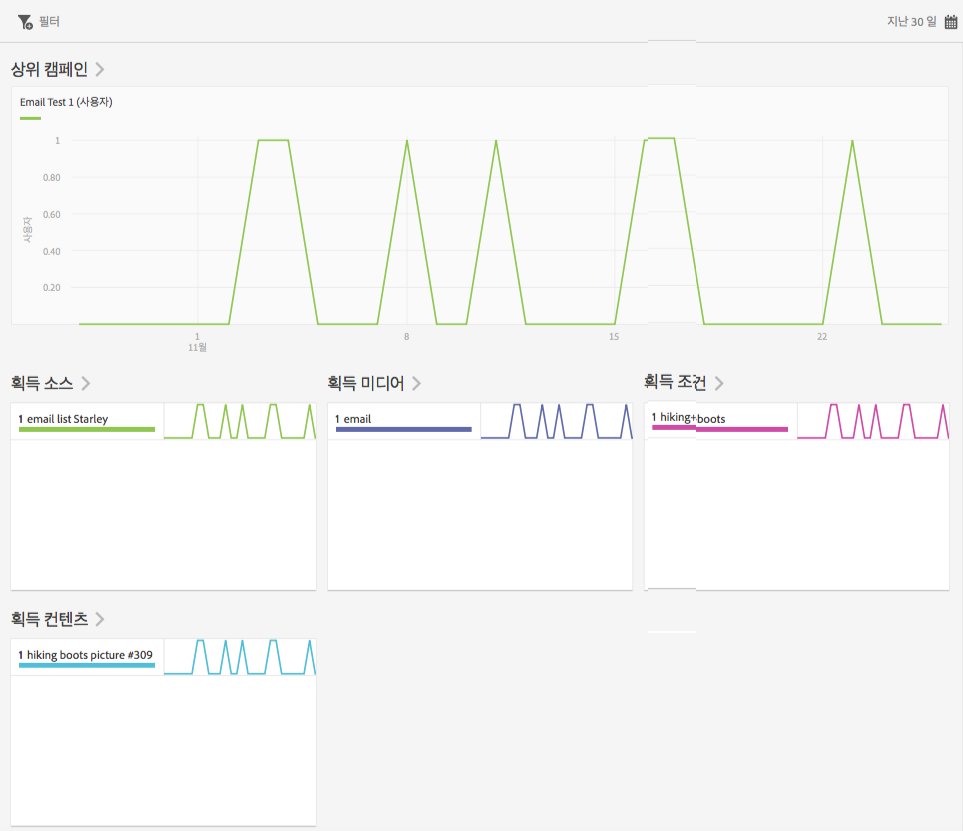 필터
지난 30 일
상위 캠페인
Email Test 1 (사용자)
1
0.80
0.60
0.40
0.20
사용자
1
11월
8
15
22
획득 소스
획득 미디어
획득 조건
1 email list Starley
1 email
1 hiking+boots
획득 컨텐츠
1 hiking boots picture #309